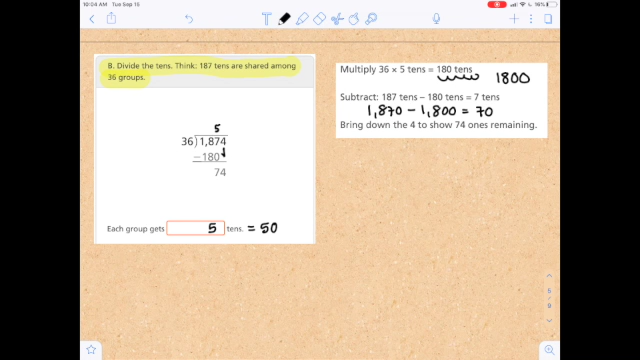 10:04 AM Tue Sep 15
16%
B. Divide the tens. Think: 187 tens are shared among
36 groups.
5
36)1,874
−180↓
74
Each group gets 5 tens. = 50
Multiply 36 × 5 tens = 180 tens
1800
Subtract: 187 tens – 180 tens = 7 tens
1,870 − 1,800 = 70
Bring down the 4 to show 74 ones remaining.